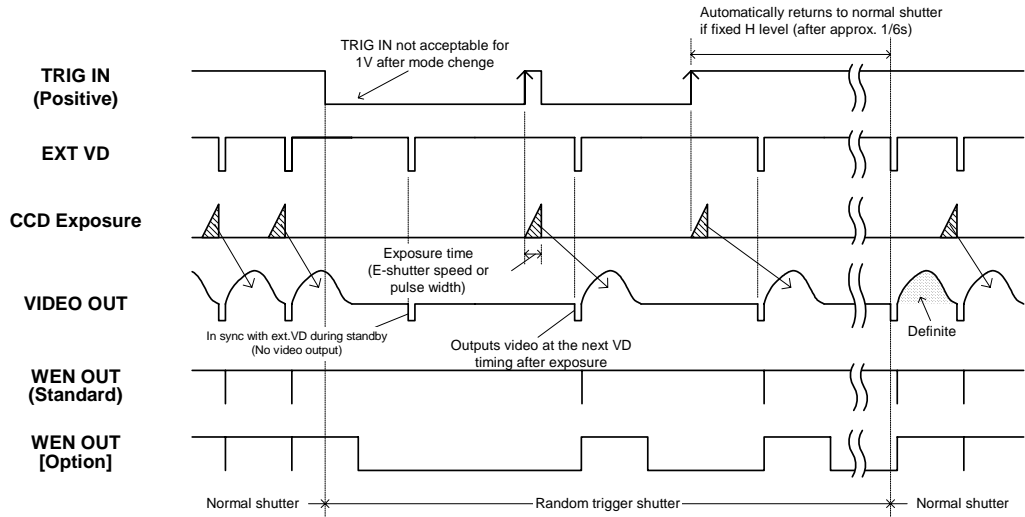 Automatically returns to normal shutter
if fixed H level (after approx. 1/6s)
TRIG IN not acceptable for
1V after mode chenge
TRIG IN
(Positive)
EXT VD
CCD Exposure
Exposure time
(E-shutter speed or
pulse width)
VIDEO OUT
In sync with ext.VD during standby
(No video output)
Outputs video at the next VD
timing after exposure
Definite
WEN OUT
(Standard)
WEN OUT
[Option]
Normal shutter
Random trigger shutter
Normal shutter